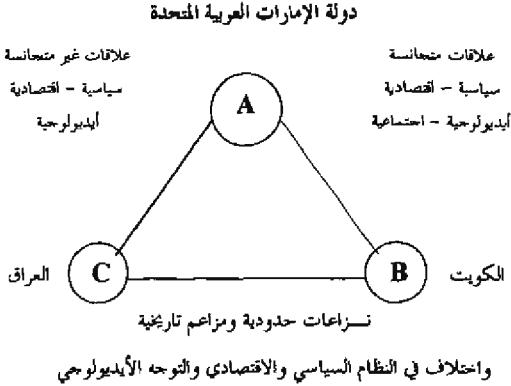 دولة الإمارات العربية المتحدة
علاقات متجانسة
سياسية - اقتصادية
أيديولوجية - اجتماعية
علاقات غير متجانسة
سياسية - اقتصادية
أيديولوجية
A
الكويت
B
C
العراق
نـزاعات حدودية ومزاعم تاريخية
واختلاف في النظام السياسي والاقتصادي والتوجه الأيديولوجي